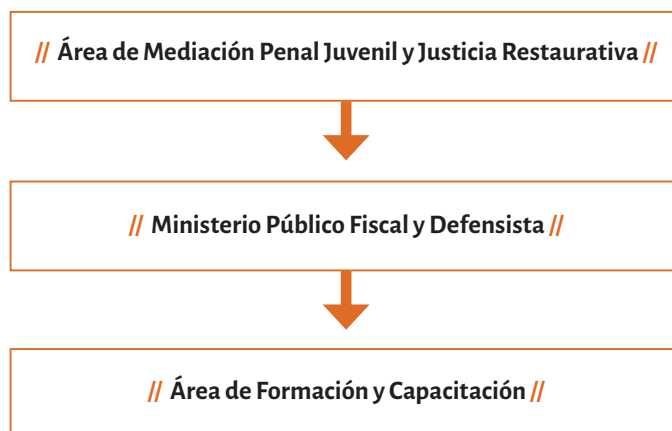 // Área de Mediación Penal Juvenil y Justicia Restaurativa //
// Ministerio Público Fiscal y Defensista //
// Área de Formación y Capacitación //